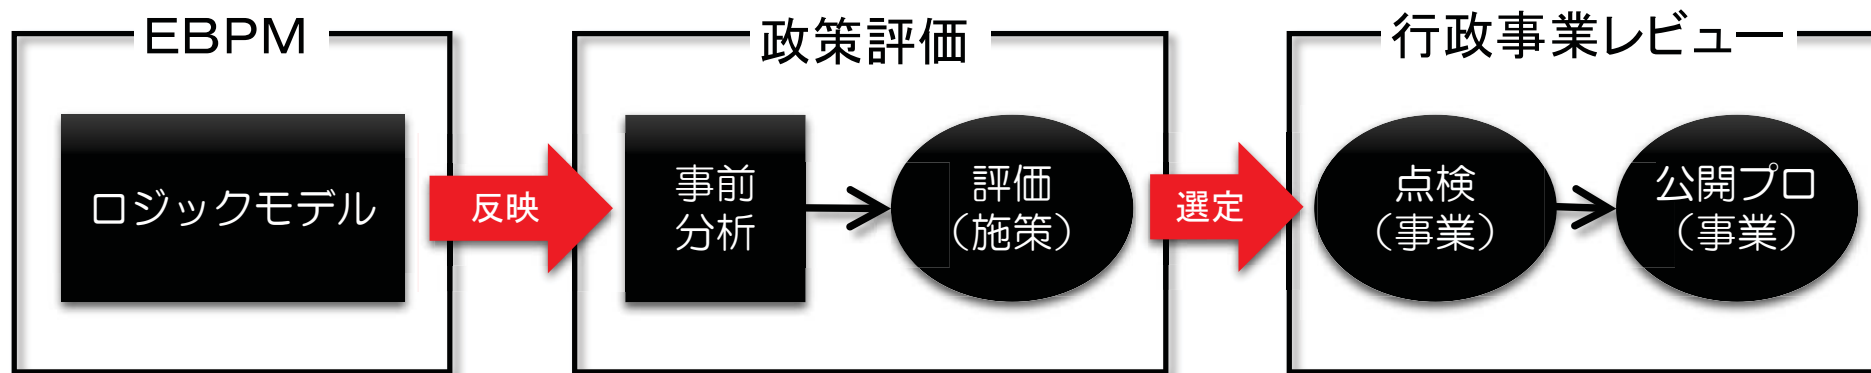 EBPM
ロジックモデル
反映
政策評価
事前
分析
評価
（施策）
選定
行政事業レビュー
点検
（事業）
公開プロ
（事業）